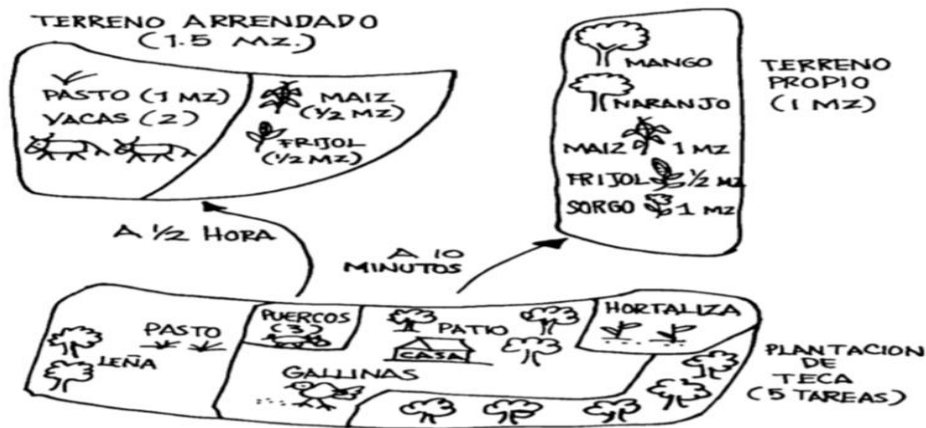 TERRENO ARRENDADO
(1.5 MZ.)
PASTO (1 MZ)
VACAS (2)
MAIZ
(1/2 MZ)
FRIJOL
(1/2 MZ)
MANGO
NARANJO
MAIZ 1 MZ
FRIJOL 1/2 MZ
SORGO 1 MZ
TERRENO
PROPIO
(1 MZ)
A 1/2 HORA
A 10
MINUTOS
PASTO
LEÑA
PUERCOS
(3)
GALLINAS
PATIO
CASA
HORTALIZA
PLANTACION
DE
TECA
(5 TAREAS)